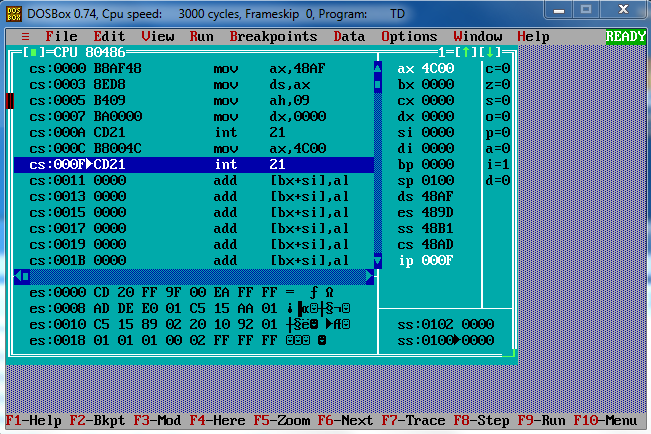 DOSBox 0.74, Cpu speed: 3000 cycles, Frameskip 0, Program: TD
≡ File Edit View Run Breakpoints Data Options Window Help READY
[■]=CPU 80486 1=[↑][↓]
cs:0000 B8AF48 mov ax,48AF ax 4C00 c=0
cs:0003 8ED8 mov ds,ax bx 0000 z=0
cs:0005 B409 mov ah,09 cx 0000 s=0
cs:0007 BA0000 mov dx,0000 dx 0000 o=0
cs:000A CD21 int 21 si 0000 p=0
cs:000C B8004C mov ax,4C00 di 0000 a=0
cs:000F►CD21 int 21 bp 0000 i=1
cs:0011 0000 add [bx+si],al sp 0100 d=0
cs:0013 0000 add [bx+si],al ds 48AF
cs:0015 0000 add [bx+si],al es 489D
cs:0017 0000 add [bx+si],al ss 48B1
cs:0019 0000 add [bx+si],al cs 48AD
cs:001B 0000 add [bx+si],al ip 000F
es:0000 CD 20 FF 9F 00 EA FF FF = ƒ Ω
es:0008 AD DE E0 01 C5 15 AA 01 ¡▐α☺┼§¬☺
es:0010 C5 15 89 02 20 10 92 01 ┼§ë☻ ►Æ☺ ss:0102 0000
es:0018 01 01 01 00 02 FF FF FF ☺☺☺ ☻ ss:0100►0000
F1-Help F2-Bkpt F3-Mod F4-Here F5-Zoom F6-Next F7-Trace F8-Step F9-Run F10-Menu